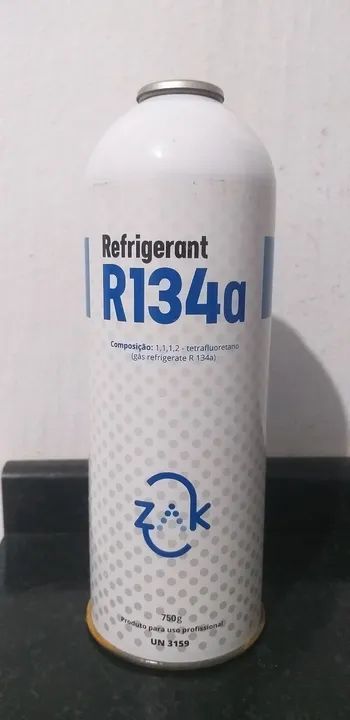 Refrigerant
R134a
Composição: 1,1,1,2 - tetrafluoretano
(gás refrigerate R 134a)
ZAK
750g
Produto para uso profissional
UN 3159